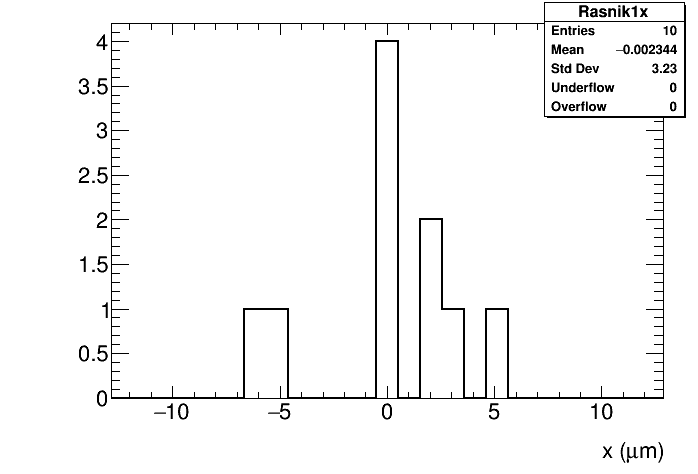 Rasnik1x
Entries 10
Mean −0.002344
Std Dev 3.23
Underflow 0
Overflow 0
4
3.5
3
2.5
2
1.5
1
0.5
0
−10 −5 0 5 10
x (μm)